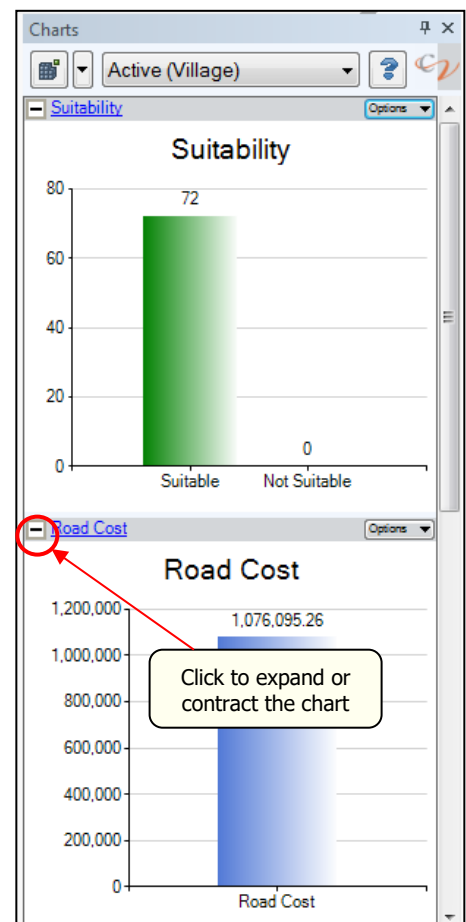 Charts
Active (Village)
?
CV
Suitability
Options
Suitability
80
72
60
40
20
0
0
Suitable Not Suitable
Road Cost
Options
Road Cost
1,200,000
1,076,095.26
1,000,000
Click to expand or
contract the chart
800,000
600,000
400,000
200,000
0
Road Cost